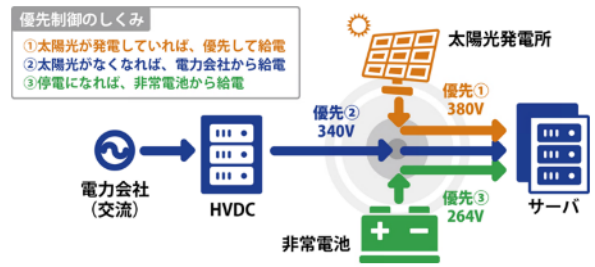 優先制御のしくみ
①太陽光が発電していれば、優先して給電
②太陽光がなくなれば、電力会社から給電
③停電になれば、非常電池から給電
太陽光発電所
優先①
380V
優先②
340V
電力会社
(交流)
HVDC
サーバ
優先③
264V
非常電池